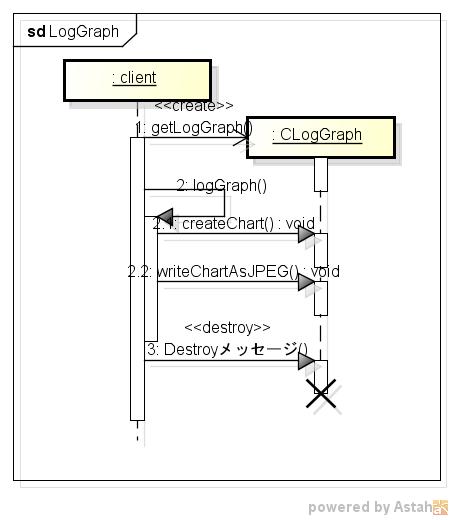 sd LogGraph
: client
<<create>>
1: getLogGraph()
: CLogGraph
2: logGraph()
2.1: createChart() : void
2.2: writeChartAsJPEG() : void
<<destroy>>
3: Destroyメッセージ()
powered by Astah